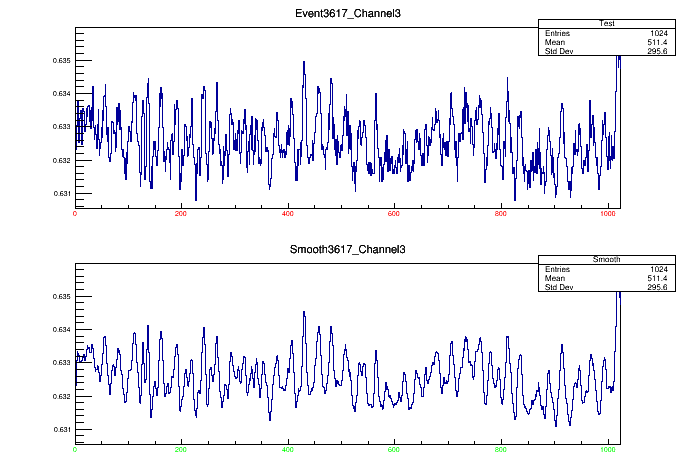 Event3617_Channel3
Test
Entries 1024
Mean 511.4
Std Dev 295.6
0.635
0.634
0.633
0.632
0.631
0 200 400 600 800 1000
Smooth3617_Channel3
Smooth
Entries 1024
Mean 511.4
Std Dev 295.6
0.635
0.634
0.633
0.632
0.631
0 200 400 600 800 1000